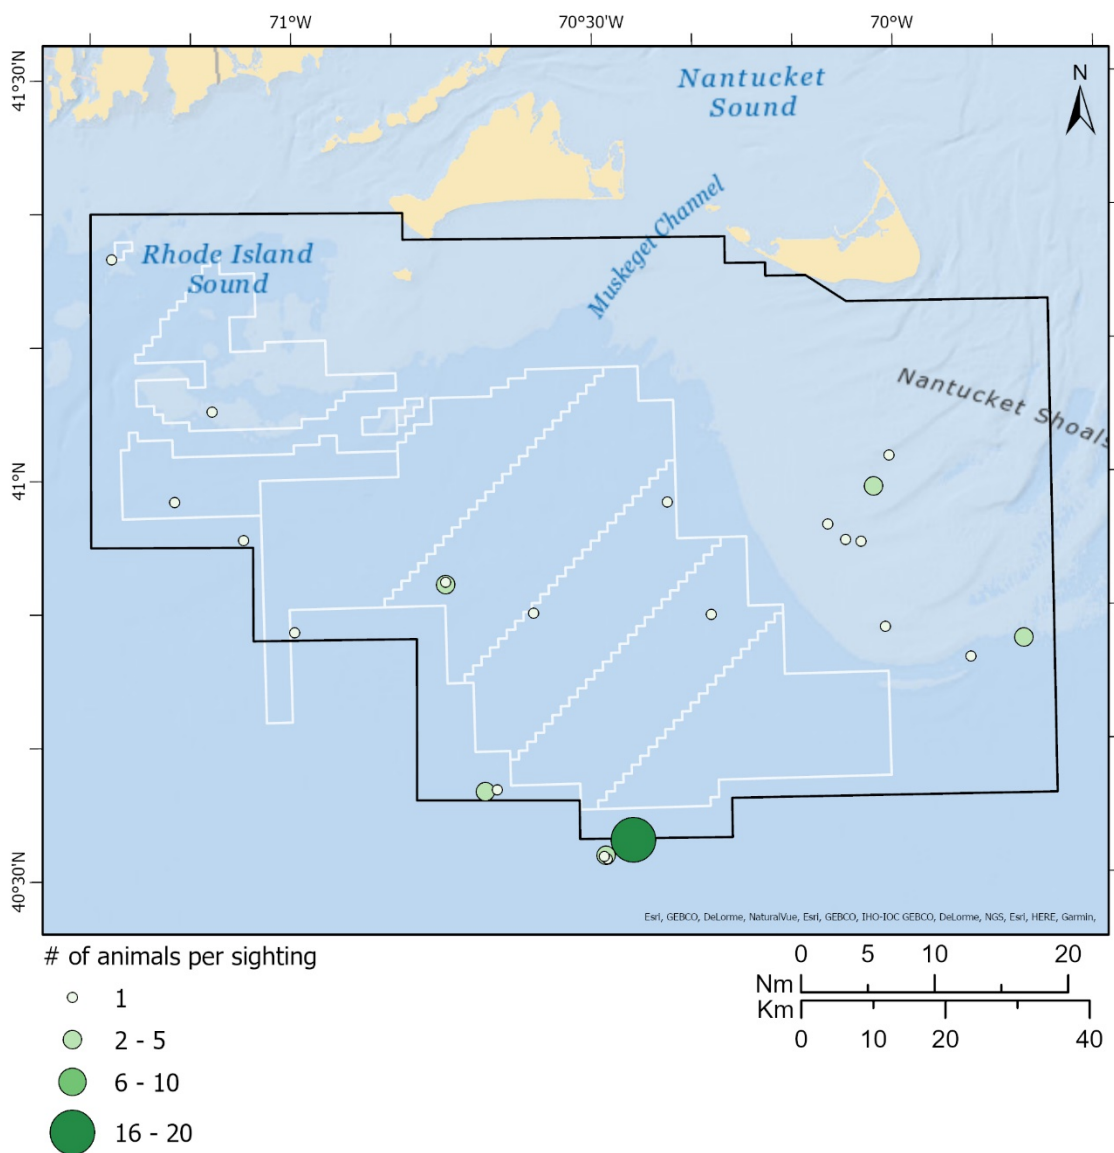 71°W
70°30'W
70°W
41°30'N
Nantucket
Sound
N
Muskeget Channel
Rhode Island
Sound
Nantucket Shoals
41°N
40°30'N
Esri, GEBCO, DeLorme, NaturalVue, Esri, GEBCO, IHO-IOC GEBCO, DeLorme, NGS, Esri, HERE, Garmin,
# of animals per sighting
1
2 - 5
6 - 10
16 - 20
0 5 10 20
Nm
Km
0 10 20 40